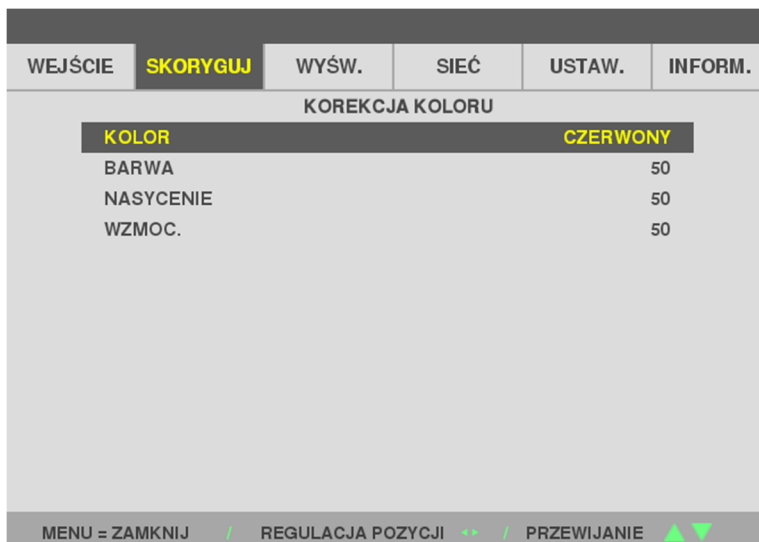 WEJŚCIE SKORYGUJ WYŚW. SIEĆ USTAW. INFORM.
KOREKCJA KOLORU
KOLOR CZERWONY
BARWA 50
NASYCENIE 50
WZMOC. 50
MENU = ZAMKNIJ / REGULACJA POZYCJI / PRZEWIJANIE